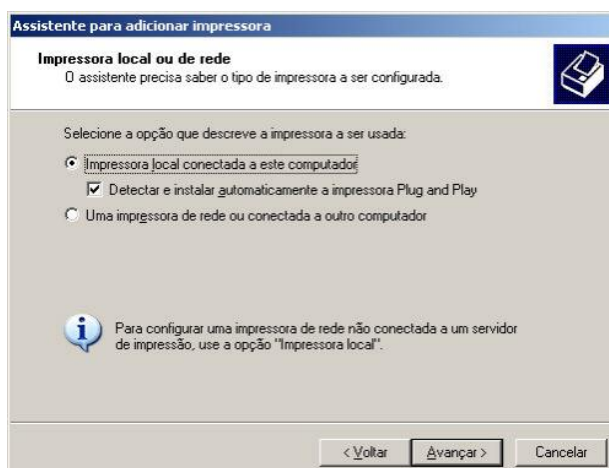 Assistente para adicionar impressora
Impressora local ou de rede
O assistente precisa saber o tipo de impressora a ser configurada.
Selecione a opção que descreve a impressora a ser usada:
Impressora local conectada a este computador
Detectar e instalar automaticamente a impressora Plug and Play
Uma impressora de rede ou conectada a outro computador
Para configurar uma impressora de rede não conectada a um servidor
de impressão, use a opção "Impressora local".
< Voltar
Avançar >
Cancelar